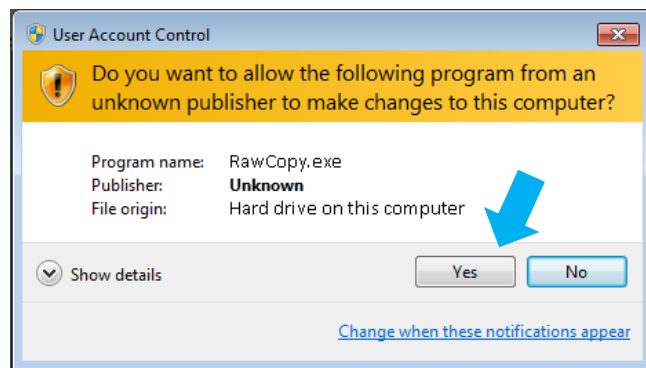 User Account Control
Do you want to allow the following program from an
unknown publisher to make changes to this computer?
Program name: RawCopy.exe
Publisher: Unknown
File origin: Hard drive on this computer
Show details Yes No
Change when these notifications appear